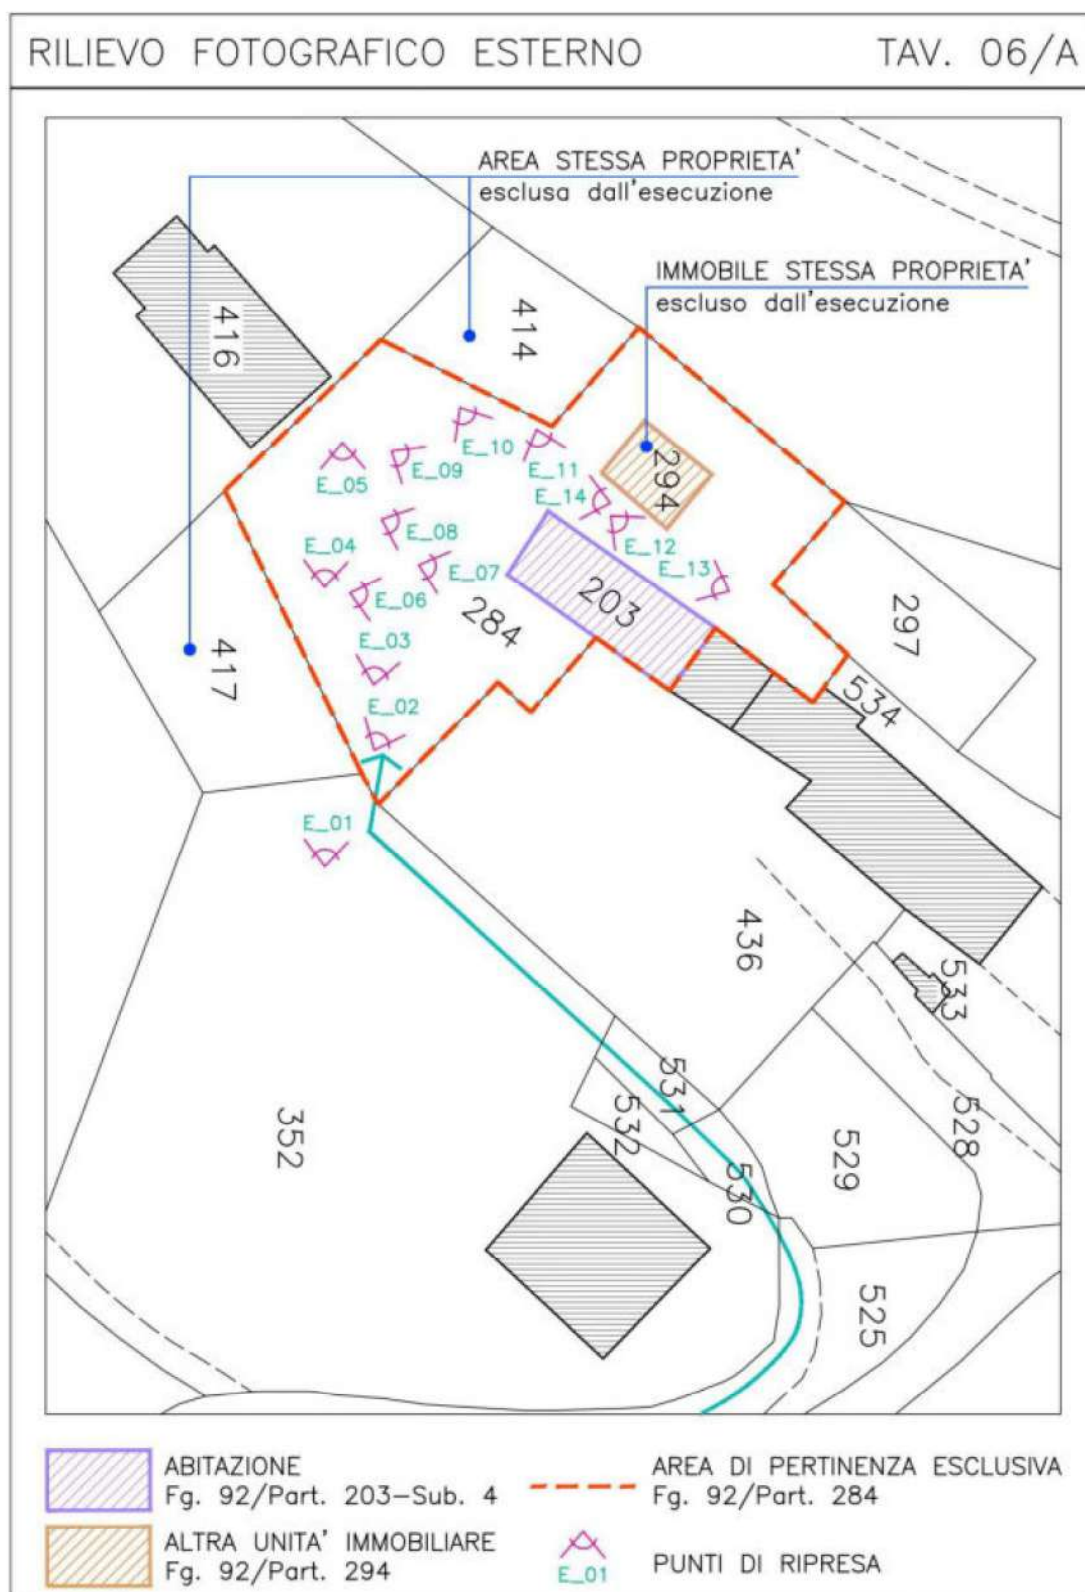 RILIEVO FOTOGRAFICO ESTERNO TAV. 06/A
AREA STESSA PROPRIETA'
esclusa dall'esecuzione
IMMOBILE STESSA PROPRIETA'
escluso dall'esecuzione
416
414
E_10
E_11
E_09
E_05
294
E_14
E_08
E_12
E_04
E_13
E_07
E_06
203
284
297
E_03
417
534
E_02
E_01
436
533
531
532
528
352
529
530
525
ABITAZIONE
Fg. 92/Part. 203-Sub. 4
AREA DI PERTINENZA ESCLUSIVA
Fg. 92/Part. 284
ALTRA UNITA' IMMOBILIARE
Fg. 92/Part. 294
E_01
PUNTI DI RIPRESA